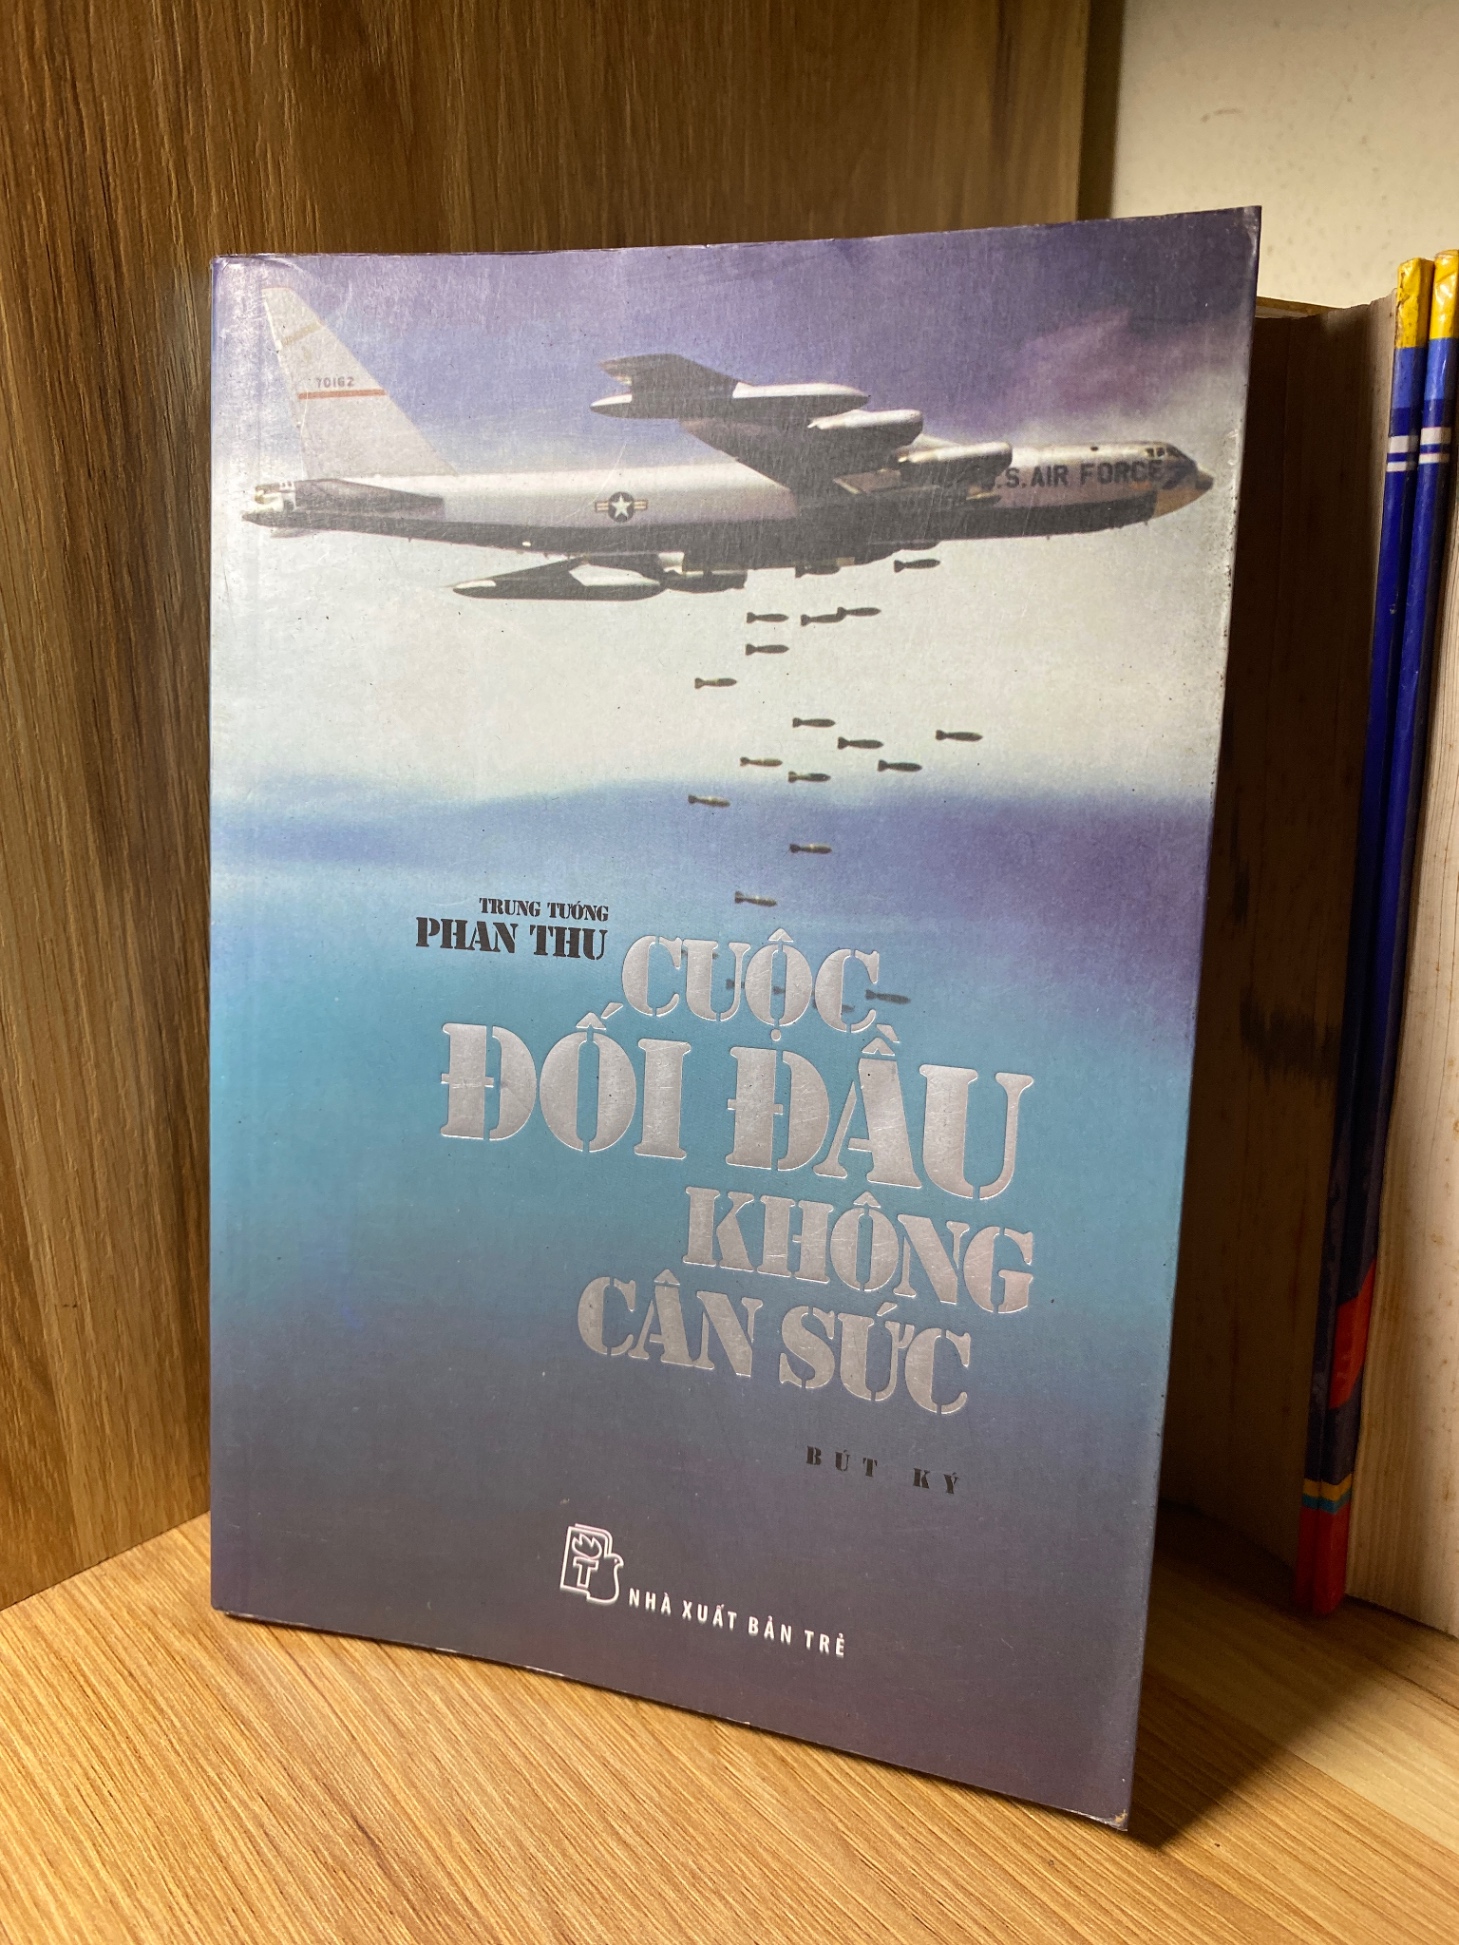 70162
.S. AIR FORCE
TRUNG TƯỚNG
PHAN THU
CUỘC
ĐỐI ĐẦU
KHÔNG
CÂN SỨC
BÚT KÝ
NHÀ XUẤT BẢN TRẺ